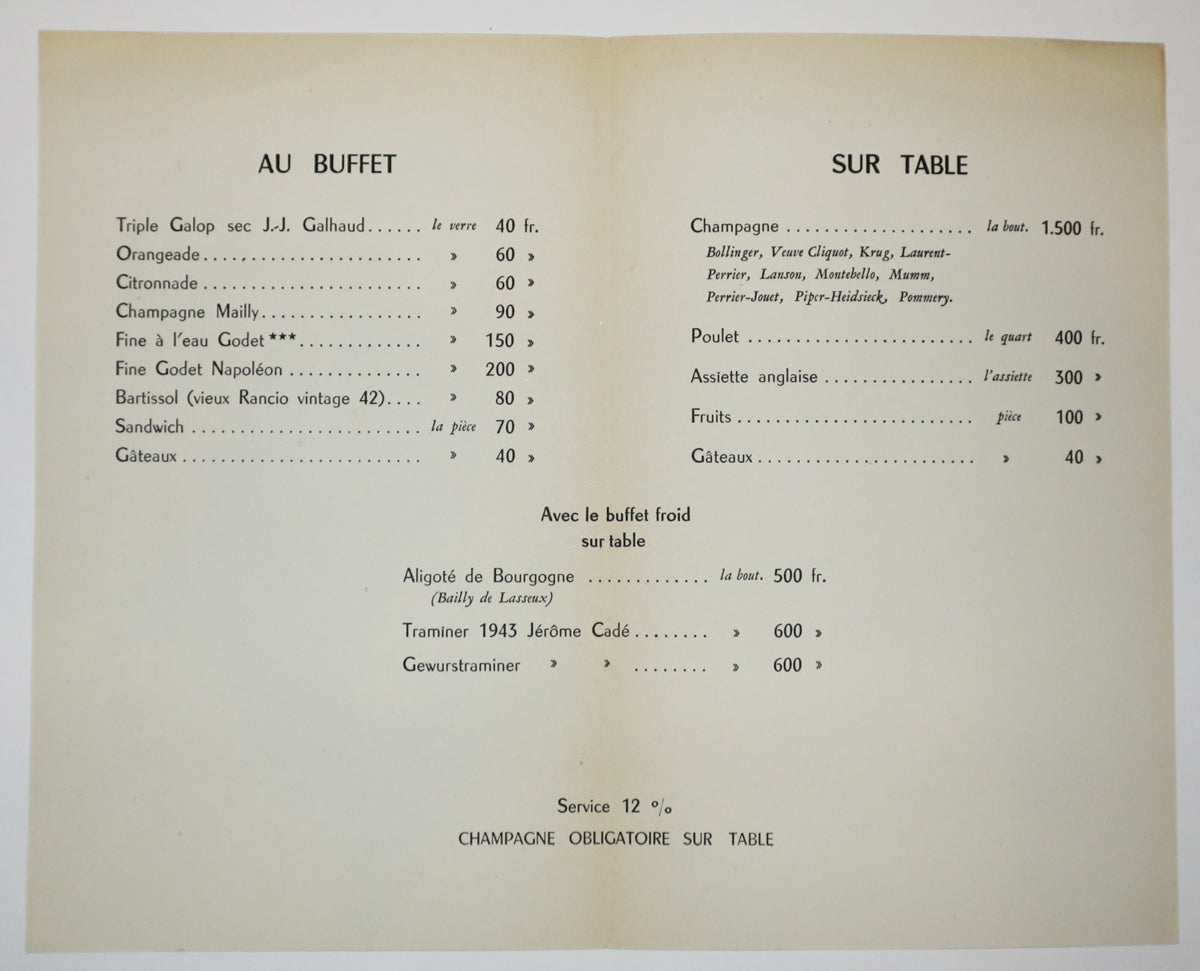 AU BUFFET
Triple Galop sec J.-J. Galhaud...... le verre 40 fr.
Orangeade....................... » 60 »
Citronnade....................... » 60 »
Champagne Mailly................. » 90 »
Fine à l'eau Godet ★★★............. » 150 »
Fine Godet Napoléon .............. » 200 »
Bartissol (vieux Rancio vintage 42).... » 80 »
Sandwich ........................ la pièce 70 »
Gâteaux......................... » 40 »
SUR TABLE
Champagne .................... la bout. 1.500 fr.
Bollinger, Veuve Cliquot, Krug, Laurent-
Perrier, Lanson, Montebello, Mumm,
Perrier-Jouet, Piper-Heidsieck, Pommery.
Poulet ........................ le quart 400 fr.
Assiette anglaise ................ l'assiette 300 »
Fruits......................... pièce 100 »
Gâteaux....................... » 40 »
Avec le buffet froid
sur table
Aligoté de Bourgogne ............. la bout. 500 fr.
(Bailly de Lasseux)
Traminer 1943 Jérôme Cadé........ » 600 »
Gewurstraminer » » ........ » 600 »
Service 12 %
CHAMPAGNE OBLIGATOIRE SUR TABLE